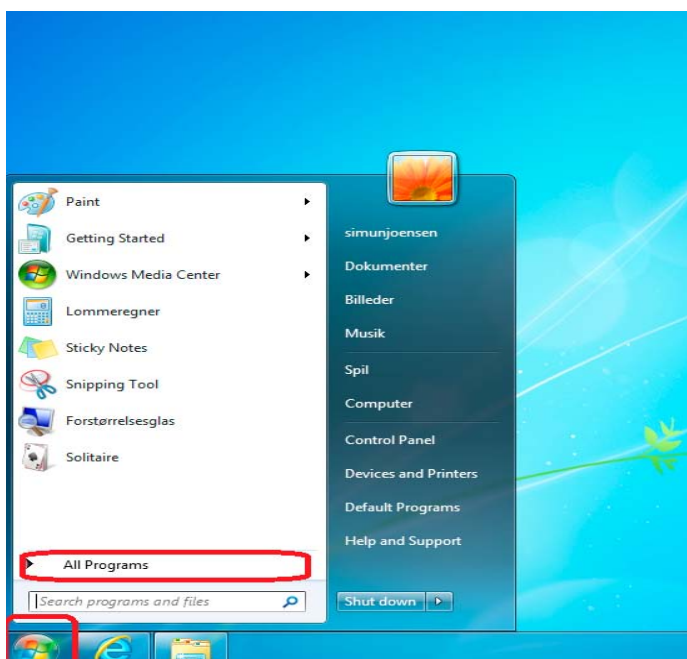 Paint
Getting Started
Windows Media Center
Lommeregner
Sticky Notes
Snipping Tool
Forstørrelsesglas
Solitaire
All Programs
Search programs and files
simunjoensen
Dokumenter
Billeder
Musik
Spil
Computer
Control Panel
Devices and Printers
Default Programs
Help and Support
Shut down